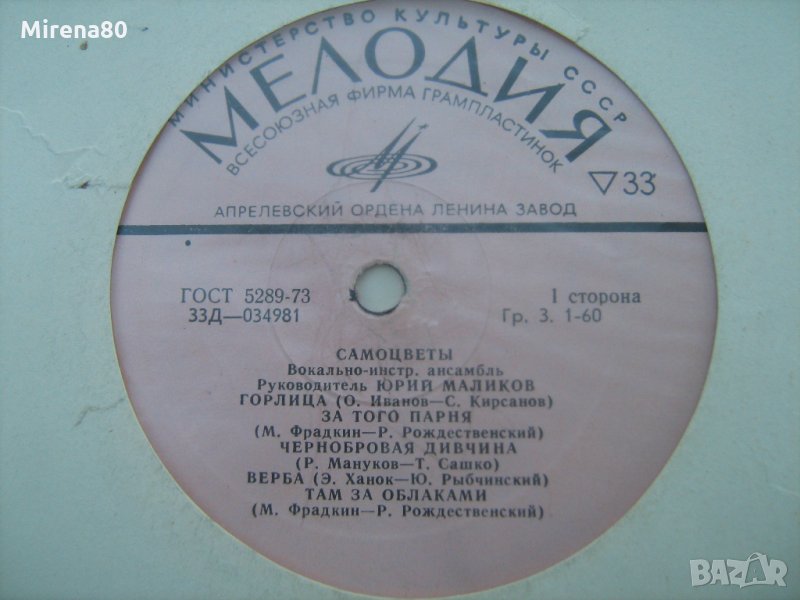 Mirena80
МИНИСТЕРСТВО КУЛЬТУРЫ СССР
МЕЛОДИЯ
ВСЕСОЮЗНАЯ ФИРМА ГРАМПЛАСТИНОК
▽33
АПРЕЛЕВСКИЙ ОРДЕНА ЛЕНИНА ЗАВОД
ГОСТ 5289-73
33Д—034981
1 сторона
Гр. 3. 1-60
САМОЦВЕТЫ
Вокально-инстр. ансамбль
Руководитель ЮРИЙ МАЛИКОВ
ГОРЛИЦА (О. Иванов—С. Кирсанов)
ЗА ТОГО ПАРНЯ
(М. Фрадкин—Р. Рождественский)
ЧЕРНОБРОВАЯ ДИВЧИНА
(Р. Мануков—Т. Сашко)
ВЕРБА (Э. Ханок—Ю. Рыбчинский)
ТАМ ЗА ОБЛАКАМИ
(М. Фрадкин—Р. Рождественский)
BAZAR